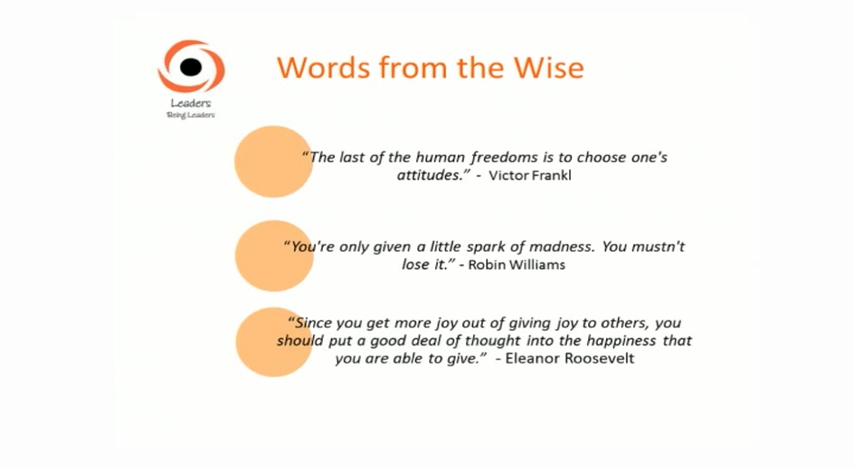 Leaders
Being Leaders
Words from the Wise
“The last of the human freedoms is to choose one's
attitudes.” - Victor Frankl
“You're only given a little spark of madness. You mustn't
lose it.” - Robin Williams
“Since you get more joy out of giving joy to others, you
should put a good deal of thought into the happiness that
you are able to give.” - Eleanor Roosevelt